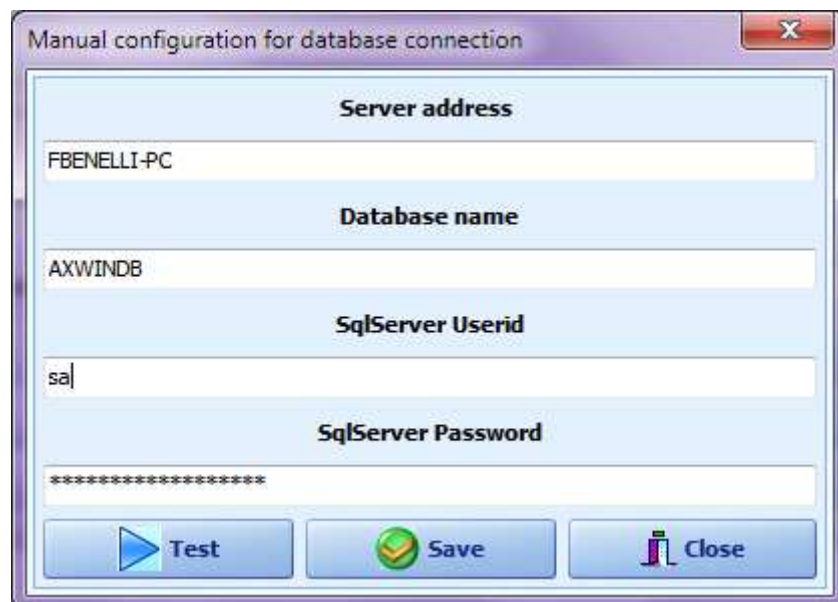 Manual configuration for database connection
Server address
FBENELLI-PC
Database name
AXWINDB
SqlServer Userid
sa
SqlServer Password
******************
Test Save Close